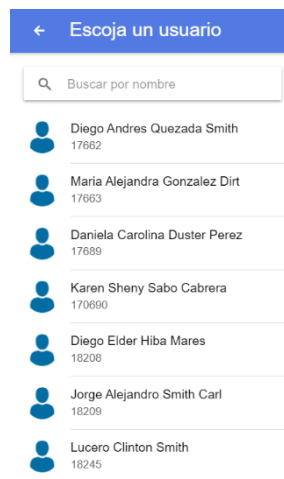 Escoja un usuario
Buscar por nombre
Diego Andres Quezada Smith
17662
Maria Alejandra Gonzalez Dirt
17663
Daniela Carolina Duster Perez
17689
Karen Sheny Sabo Cabrera
170690
Diego Elder Hiba Mares
18208
Jorge Alejandro Smith Carl
18209
Lucero Clinton Smith
18245